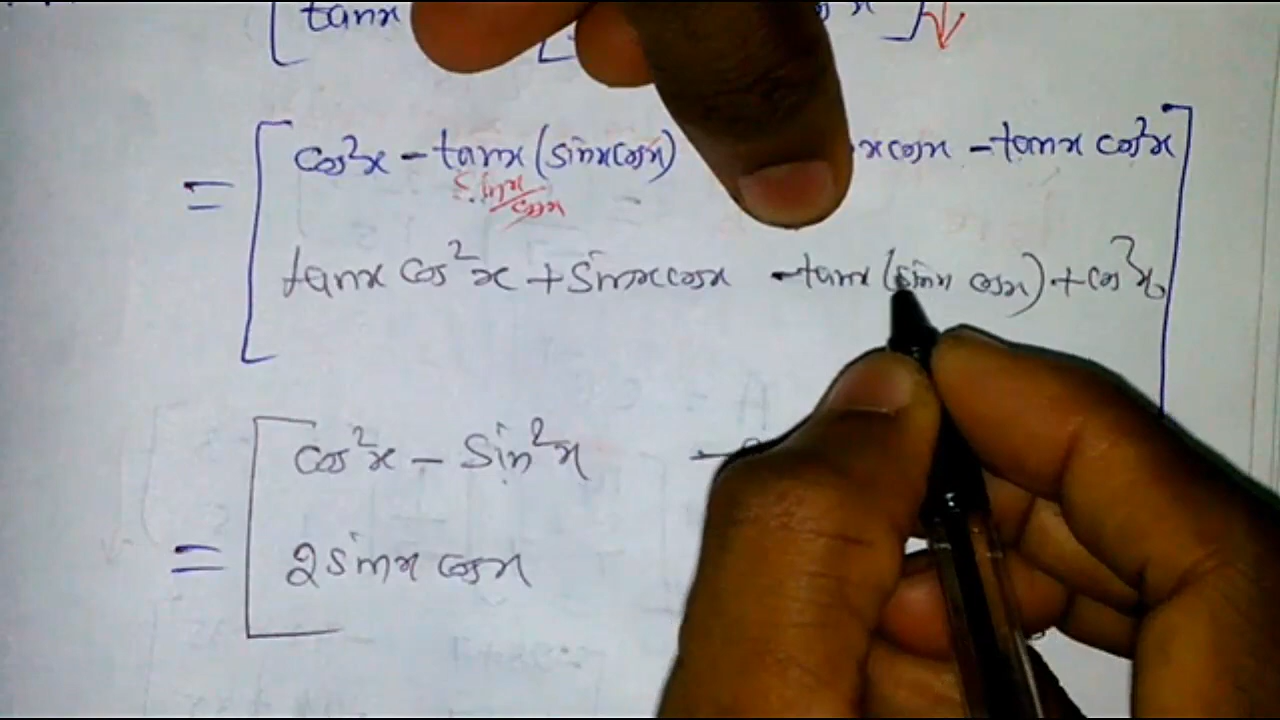 tanx
cos²x - tanx (sinxcosx) xcosx - tanx cos²x
sinx/cosx
= tanx cos²x + sinxcosx - tanx (sinx cosx) + cos²x
cos²x - Sin²x -
= 2sinx cosx